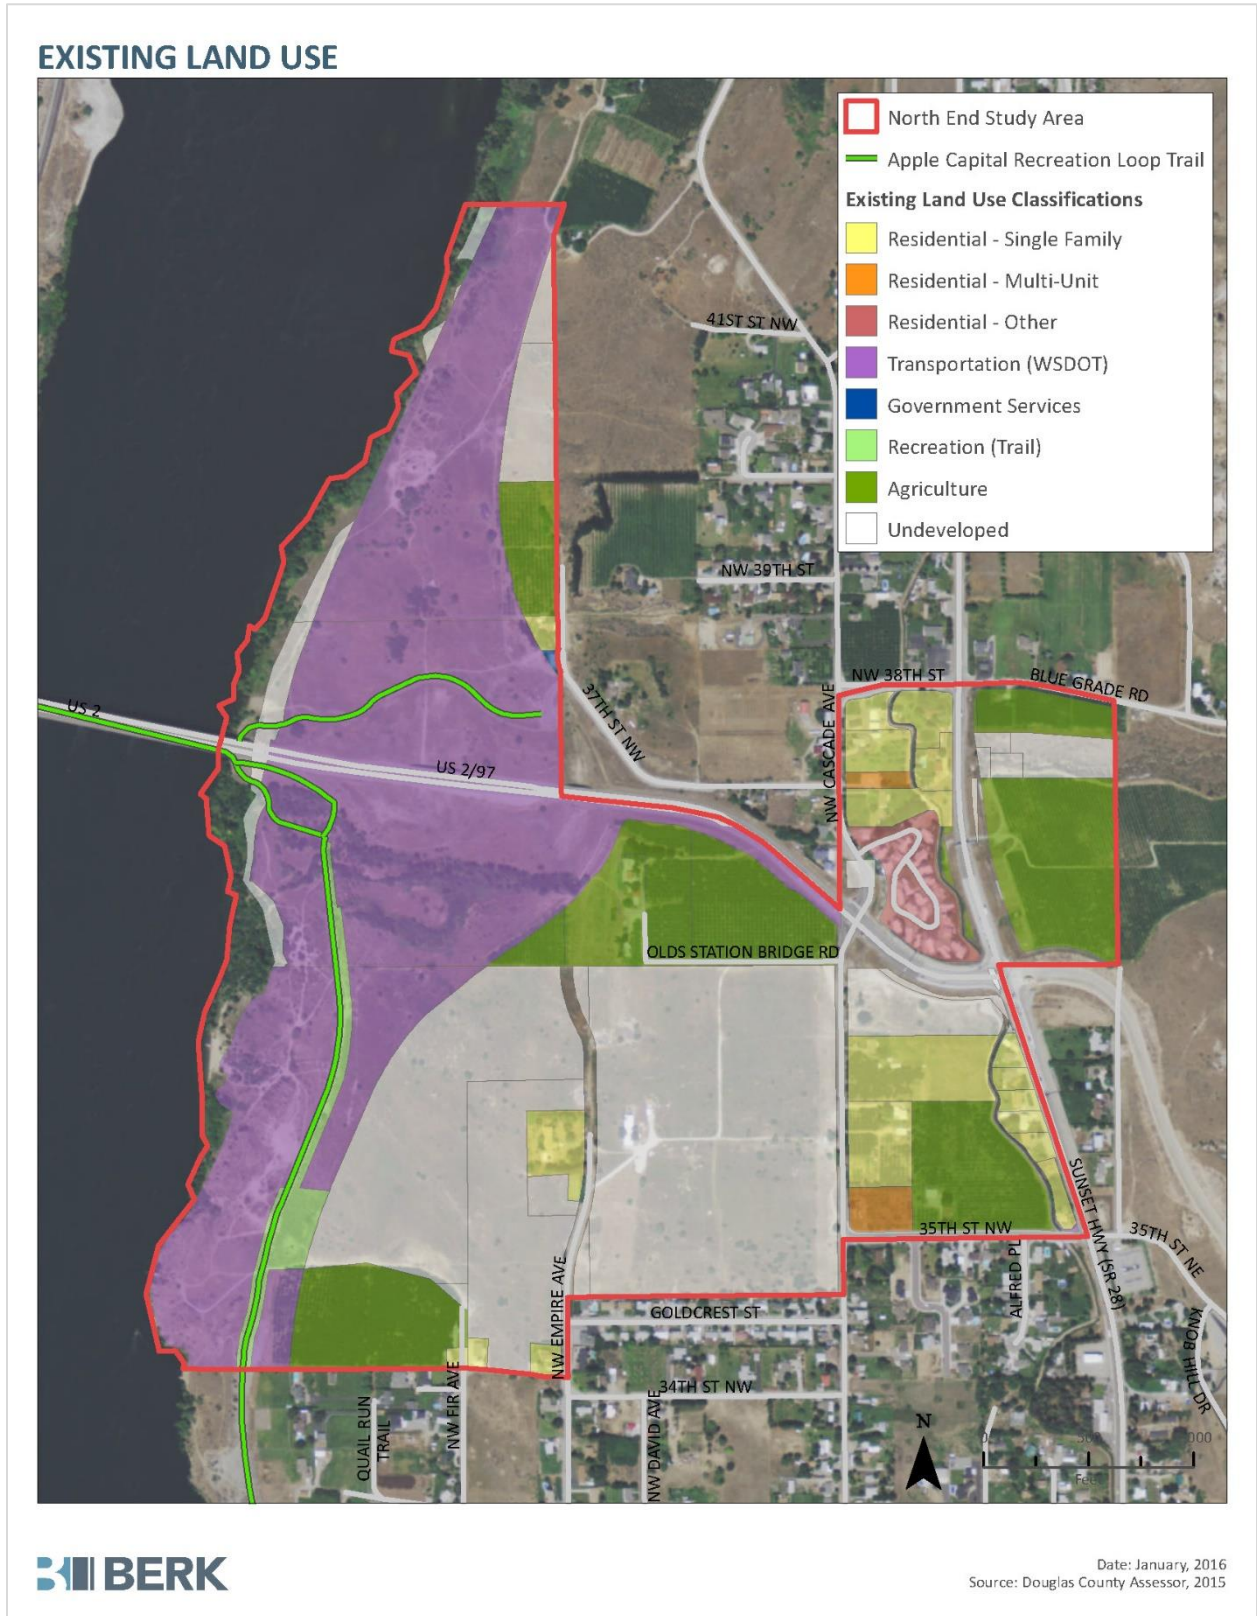 EXISTING LAND USE
North End Study Area
Apple Capital Recreation Loop Trail
Existing Land Use Classifications
Residential - Single Family
Residential - Multi-Unit
Residential - Other
Transportation (WSDOT)
Government Services
Recreation (Trail)
Agriculture
Undeveloped
41ST ST NW
NW 39TH ST
NW 38TH ST
BLUE GRADE RD
37TH ST NW
NW CASCADE AVE
US 2
US 2/97
OLDS STATION BRIDGE RD
35TH ST NW
SUNSET HWY (SR 28)
35TH ST NE
ALFRED PL
KNOB HILL DR
NW EMPIRE AVE
GOLDCREST ST
34TH ST NW
NW FIR AVE
QUAIL RUN
TRAIL
NW DAVID AVE
N
BERK
Date: January, 2016
Source: Douglas County Assessor, 2015